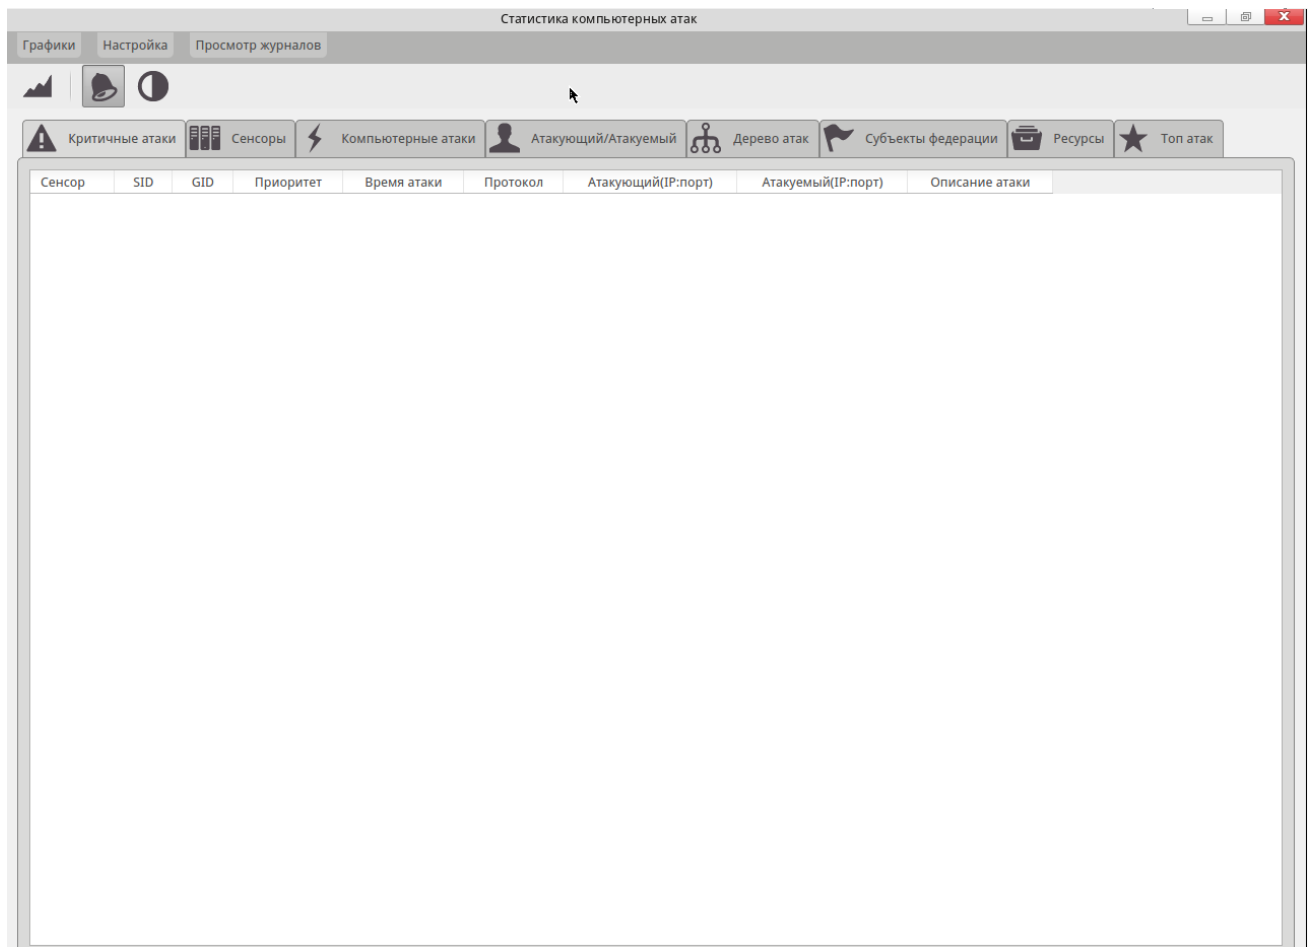 Статистика компьютерных атак
Графики Настройка Просмотр журналов
Критичные атаки Сенсоры Компьютерные атаки Атакующий/Атакуемый Дерево атак Субъекты федерации Ресурсы Топ атак
Сенсор SID GID Приоритет Время атаки Протокол Атакующий(IP:порт) Атакуемый(IP:порт) Описание атаки